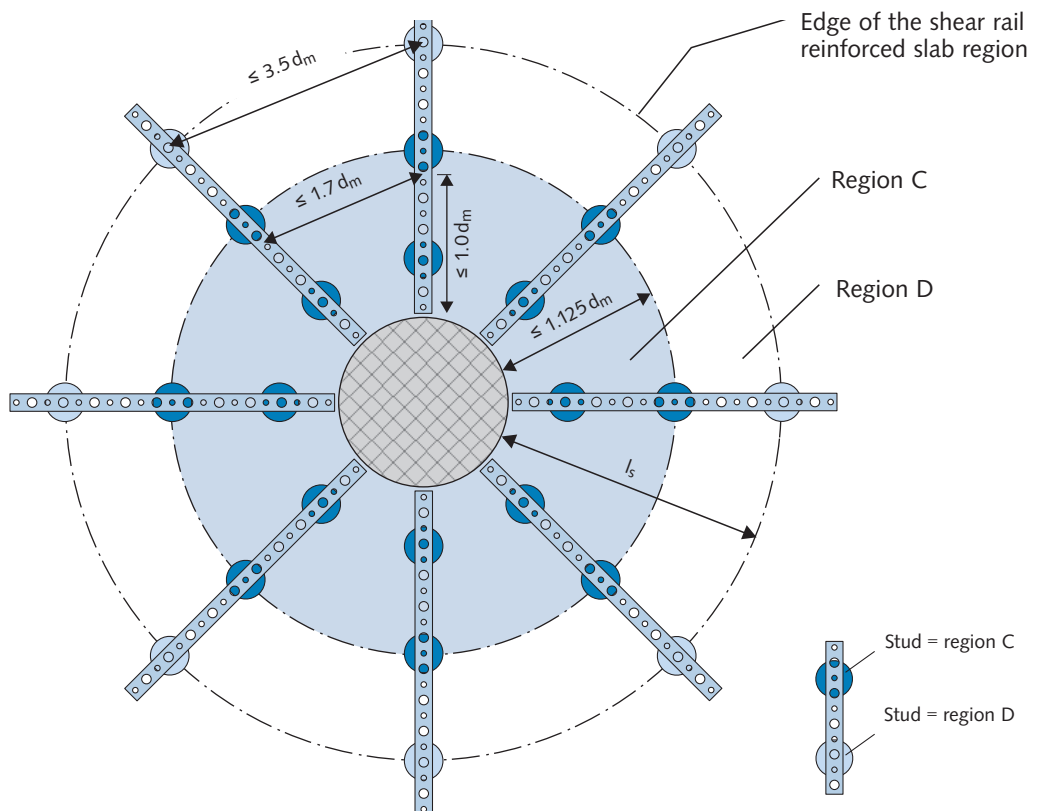 Edge of the shear rail
reinforced slab region
≤ 3.5 dm
Region C
≤ 1.7 dm
≤ 1.0 dm
Region D
≤ 1.125 dm
ls
Stud = region C
Stud = region D